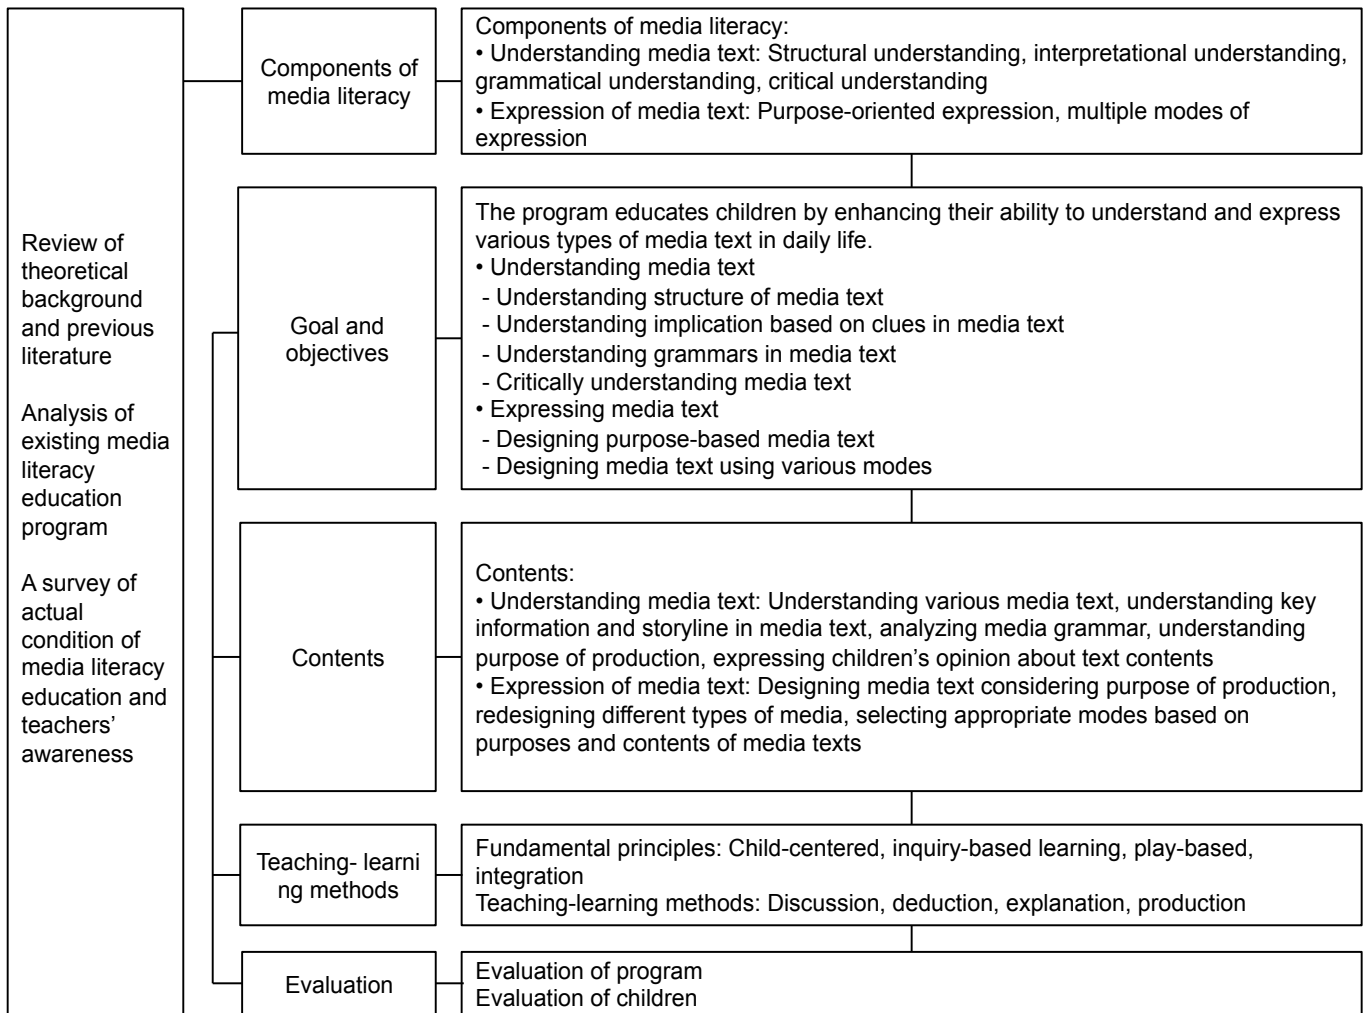 Review of
theoretical
background
and previous
literature
Analysis of
existing media
literacy
education
program
A survey of
actual
condition of
media literacy
education and
teachers’
awareness
Components of
media literacy
Components of media literacy:
• Understanding media text: Structural understanding, interpretational understanding,
grammatical understanding, critical understanding
• Expression of media text: Purpose-oriented expression, multiple modes of
expression
Goal and
objectives
The program educates children by enhancing their ability to understand and express
various types of media text in daily life.
• Understanding media text
- Understanding structure of media text
- Understanding implication based on clues in media text
- Understanding grammars in media text
- Critically understanding media text
• Expressing media text
- Designing purpose-based media text
- Designing media text using various modes
Contents
Contents:
• Understanding media text: Understanding various media text, understanding key
information and storyline in media text, analyzing media grammar, understanding
purpose of production, expressing children’s opinion about text contents
• Expression of media text: Designing media text considering purpose of production,
redesigning different types of media, selecting appropriate modes based on
purposes and contents of media texts
Teaching- learni
ng methods
Fundamental principles: Child-centered, inquiry-based learning, play-based,
integration
Teaching-learning methods: Discussion, deduction, explanation, production
Evaluation
Evaluation of program
Evaluation of children